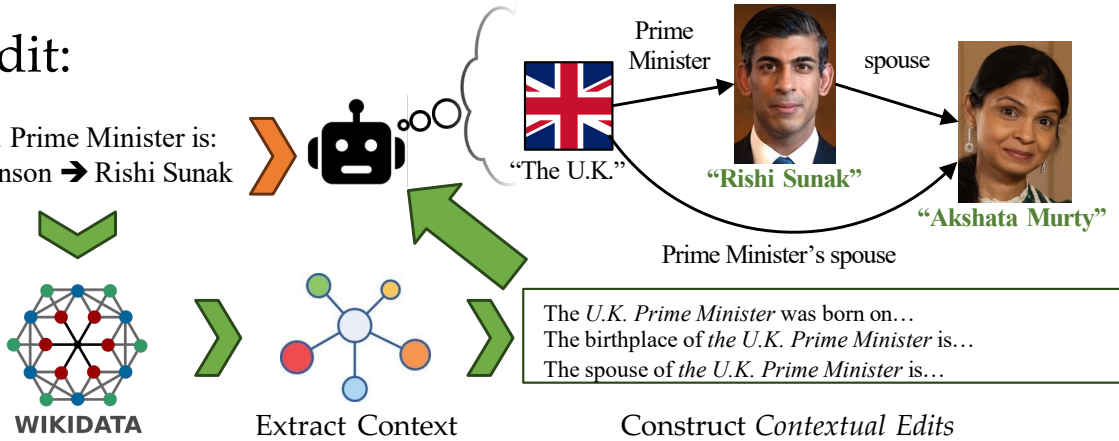 dit:
Prime Minister is:
nson ➔ Rishi Sunak
Prime
Minister
spouse
“The U.K.”
“Rishi Sunak”
“Akshata Murty”
Prime Minister’s spouse
WIKIDATA
Extract Context
The U.K. Prime Minister was born on…
The birthplace of the U.K. Prime Minister is…
The spouse of the U.K. Prime Minister is…
Construct Contextual Edits